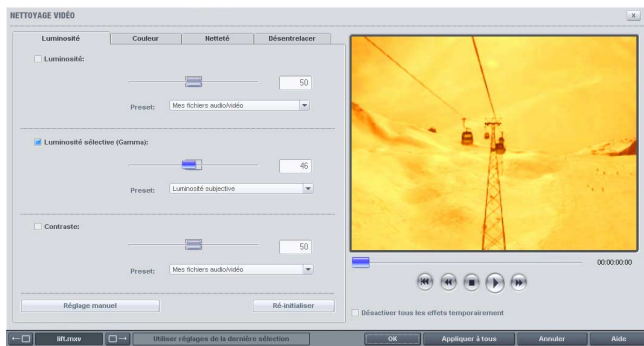 NETTOYAGE VIDÉO
x
Luminosité Couleur Netteté Désentrelacer
Luminosité:
50
Preset: Mes fichiers audio/vidéo
Luminosité sélective (Gamma):
46
Preset: Luminosité subjective
Contraste:
50
Preset: Mes fichiers audio/vidéo
Réglage manuel Ré-initialiser
00:00:00:00
Désactiver tous les effets temporairement
lift.mxv Utiliser réglages de la dernière sélection OK Appliquer à tous Annuler Aide